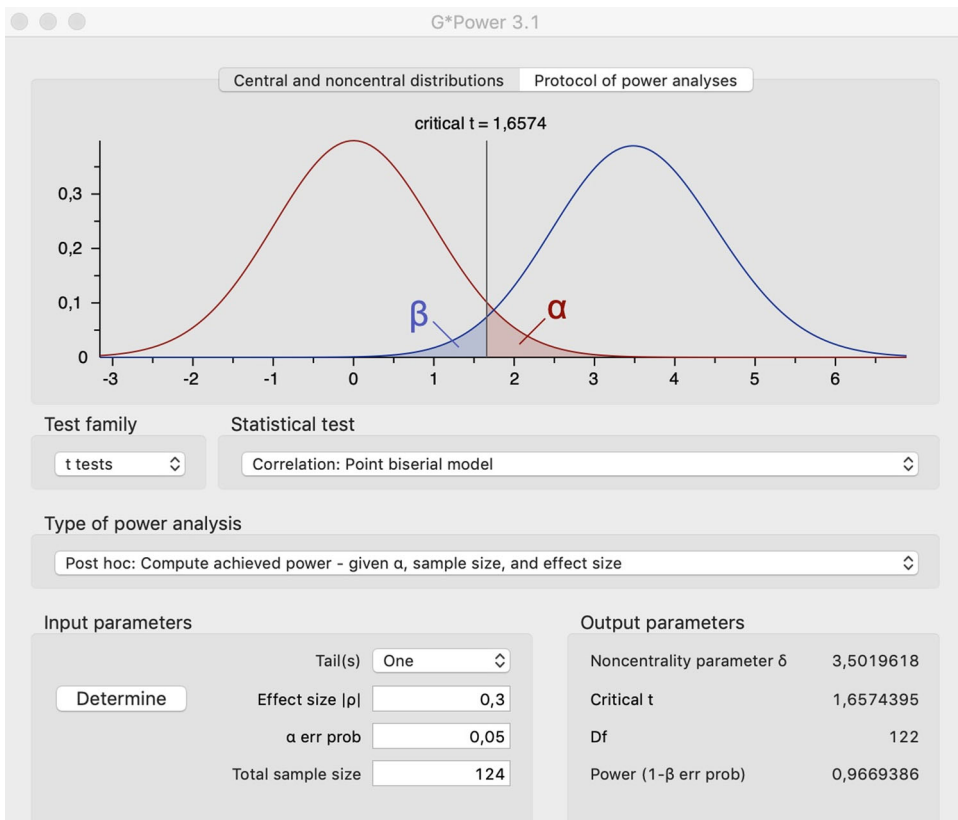 G*Power 3.1
Central and noncentral distributions Protocol of power analyses
critical t = 1,6574
0,3
0,2
0,1
0
β α
-3 -2 -1 0 1 2 3 4 5 6
Test family Statistical test
t tests Correlation: Point biserial model
Type of power analysis
Post hoc: Compute achieved power - given α, sample size, and effect size
Input parameters Output parameters
Tail(s) One Noncentrality parameter δ 3,5019618
Determine Effect size |ρ| 0,3 Critical t 1,6574395
α err prob 0,05 Df 122
Total sample size 124 Power (1-β err prob) 0,9669386